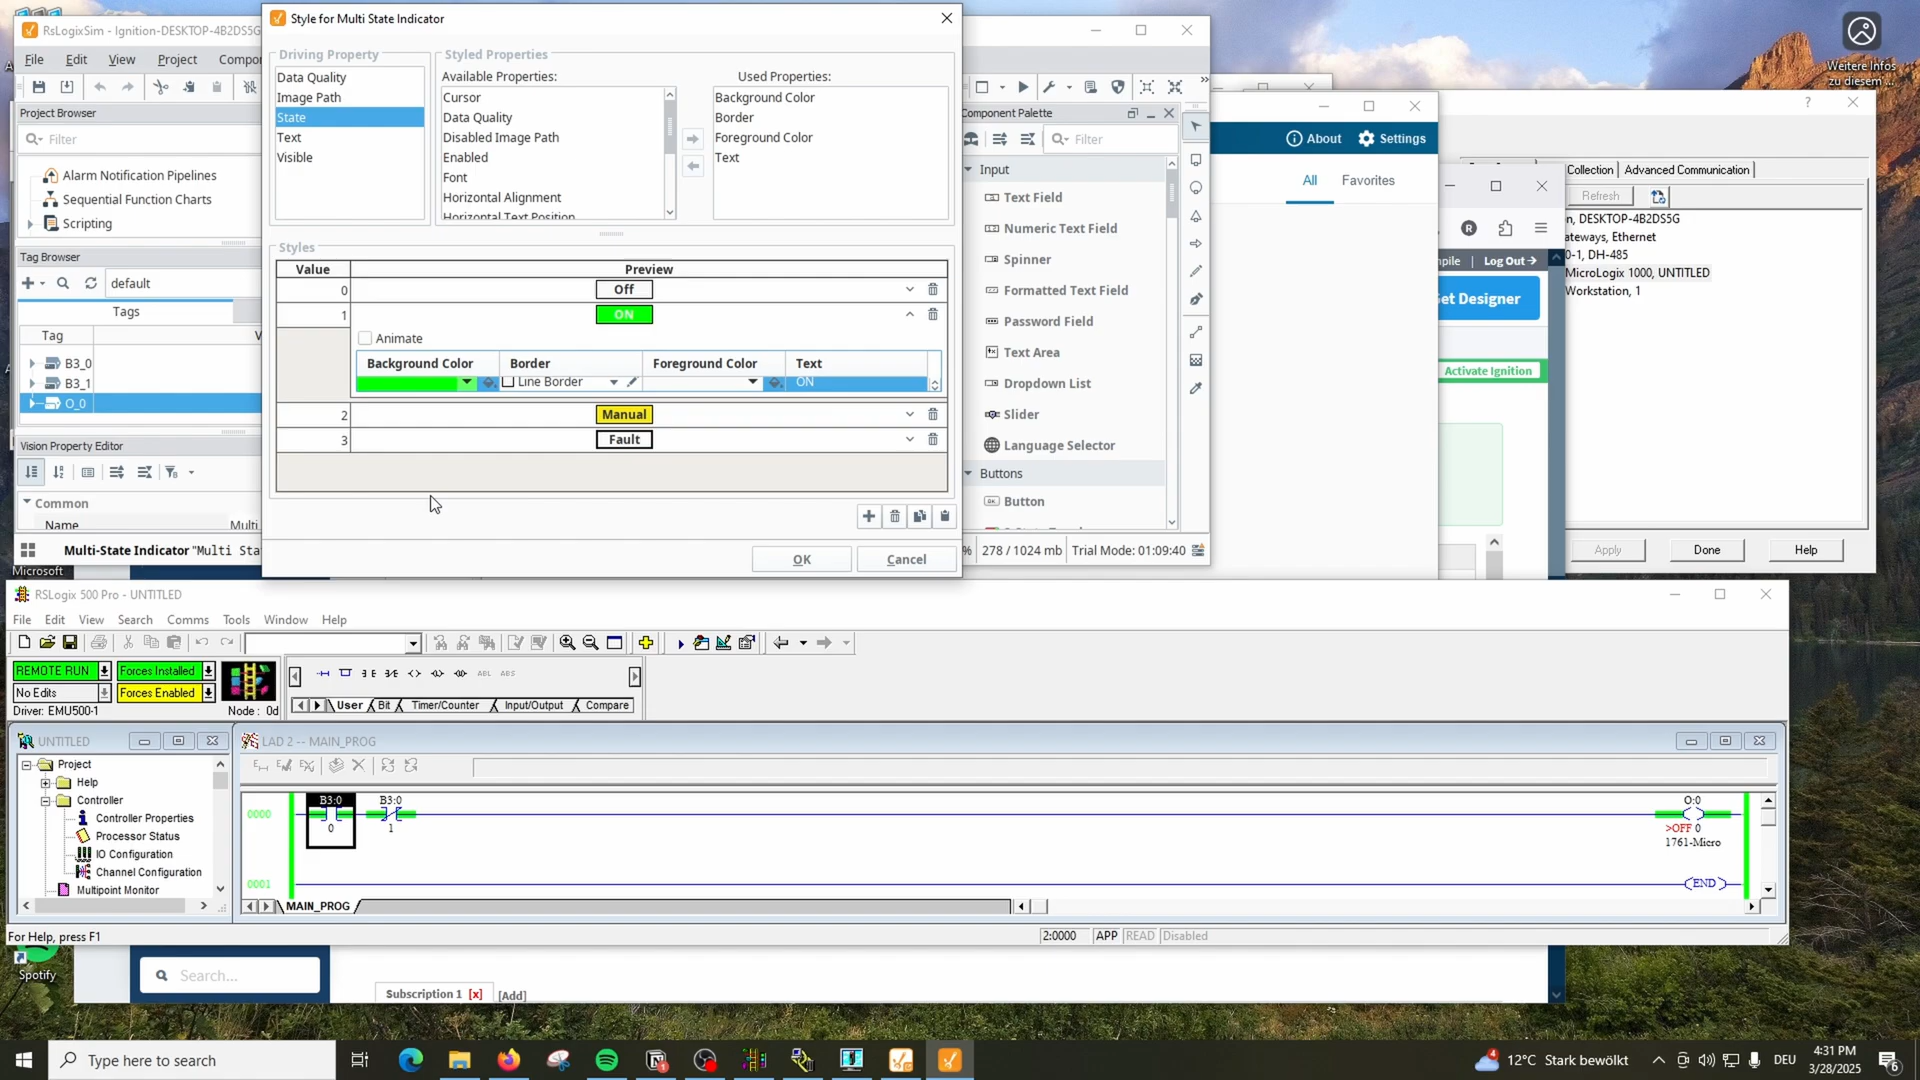 Style for Multi State Indicator
RsLogixSim - Ignition-DESKTOP-4B2DS5G
File Edit View Project
Project Browser
Filter
Alarm Notification Pipelines
Sequential Function Charts
Scripting
Tag Browser
default
Tags
Tag
B3_0
B3_1
O_0
Vision Property Editor
Common
Name
Multi-State Indicator
Microsoft
Driving Property
Data Quality
Image Path
State
Text
Visible
Styled Properties
Available Properties:
Cursor
Data Quality
Disabled Image Path
Enabled
Font
Horizontal Alignment
Horizontal Text Position
Used Properties:
Background Color
Border
Foreground Color
Text
Styles
Value Preview
0 Off
1 ON
Animate
Background Color Border Foreground Color Text
Line Border ON
2 Manual
3 Fault
OK Cancel
Component Palette
Filter
Input
Text Field
Numeric Text Field
Spinner
Formatted Text Field
Password Field
Text Area
Dropdown List
Slider
Language Selector
Buttons
Button
278 / 1024 mb Trial Mode: 01:09:40
About Settings
All Favorites
R
Log Out
Get Designer
Activate Ignition
Collection Advanced Communication
Refresh
DESKTOP-4B2DS5G
Ethernet
DH-485
MicroLogix 1000, UNTITLED
Workstation, 1
Apply Done Help
Weitere Infos
zu diesem ...
RSLogix 500 Pro - UNTITLED
File Edit View Search Comms Tools Window Help
REMOTE RUN Forces Installed
No Edits Forces Enabled
Driver: EMU500-1 Node : 0d
ABL ABS
User Bit Timer/Counter Input/Output Compare
UNTITLED
Project
Help
Controller
Controller Properties
Processor Status
IO Configuration
Channel Configuration
Multipoint Monitor
LAD 2 -- MAIN_PROG
B3:0 B3:0 O:0
0000
0 1 >OFF 0
1761-Micro
0001 END
MAIN_PROG
For Help, press F1
2:0000 APP READ Disabled
Spotify
Search...
Subscription 1 [x] [Add]
Type here to search
12°C Stark bewölkt
DEU
4:31 PM
3/28/2025
4
6